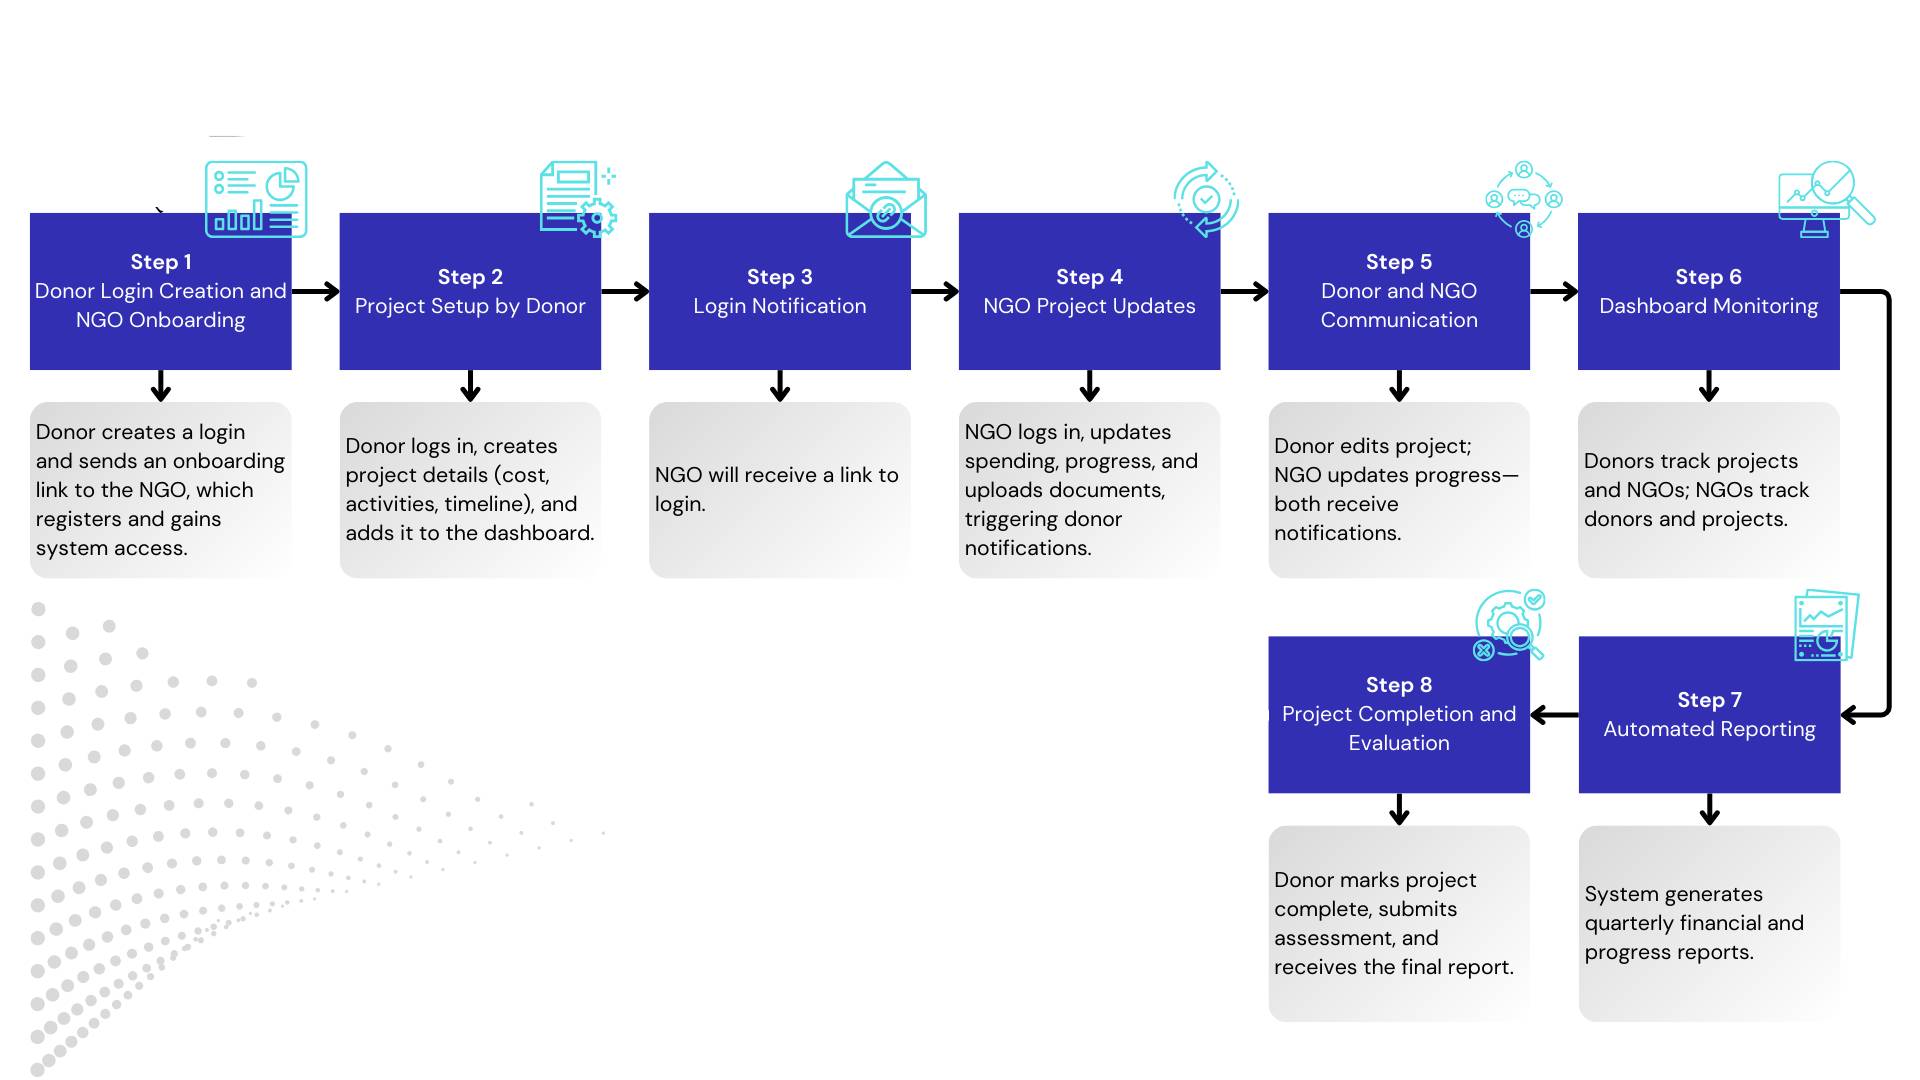 Step 1
Donor Login Creation and
NGO Onboarding
Donor creates a login
and sends an onboarding
link to the NGO, which
registers and gains
system access.
Step 2
Project Setup by Donor
Donor logs in, creates
project details (cost,
activities, timeline), and
adds it to the dashboard.
Step 3
Login Notification
NGO will receive a link to
login.
Step 4
NGO Project Updates
NGO logs in, updates
spending, progress, and
uploads documents,
triggering donor
notifications.
Step 5
Donor and NGO
Communication
Donor edits project;
NGO updates progress—
both receive
notifications.
Step 6
Dashboard Monitoring
Donors track projects
and NGOs; NGOs track
donors and projects.
Step 7
Automated Reporting
System generates
quarterly financial and
progress reports.
Step 8
Project Completion and
Evaluation
Donor marks project
complete, submits
assessment, and
receives the final report.